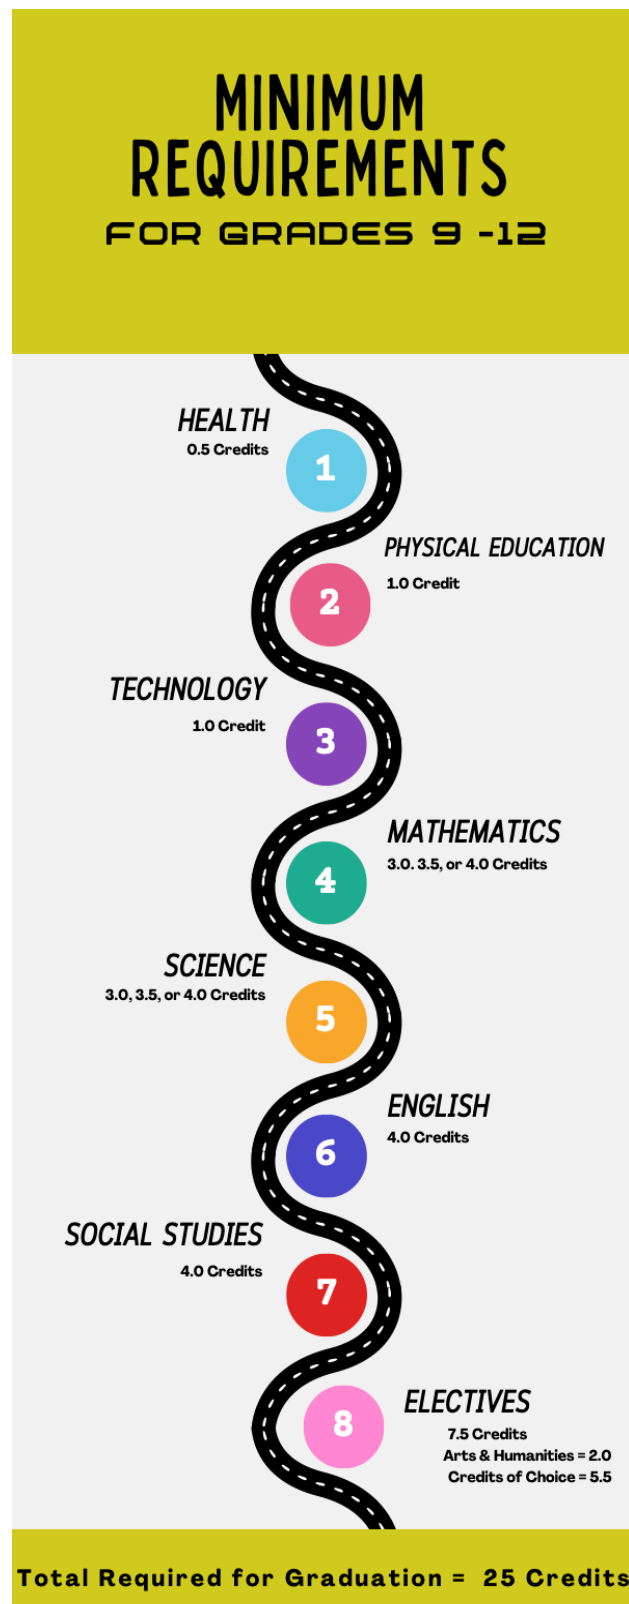 MINIMUM
REQUIREMENTS
FOR GRADES 9 -12
HEALTH
0.5 Credits
1
PHYSICAL EDUCATION
1.0 Credit
2
TECHNOLOGY
1.0 Credit
3
MATHEMATICS
3.0. 3.5, or 4.0 Credits
4
SCIENCE
3.0, 3.5, or 4.0 Credits
5
ENGLISH
4.0 Credits
6
SOCIAL STUDIES
4.0 Credits
7
ELECTIVES
8
7.5 Credits
Arts & Humanities = 2.0
Credits of Choice = 5.5
Total Required for Graduation = 25 Credits